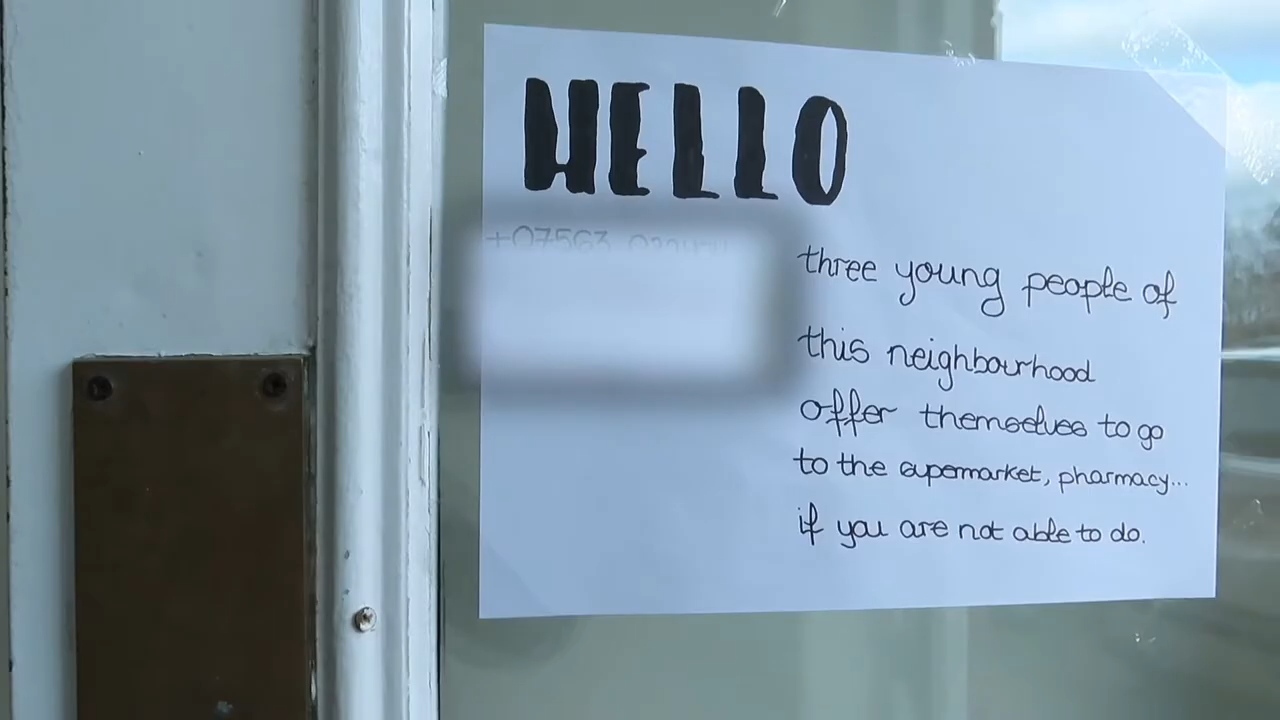 HELLO
three young people of
this neighbourhood
offer themselves to go
to the supermarket, pharmacy...
if you are not able to do.